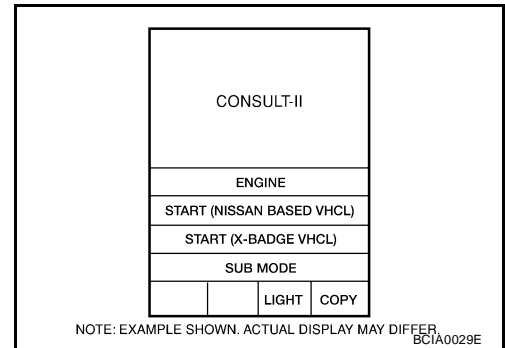 CONSULT-II
ENGINE
START (NISSAN BASED VHCL)
START (X-BADGE VHCL)
SUB MODE
LIGHT COPY
NOTE: EXAMPLE SHOWN. ACTUAL DISPLAY MAY DIFFER.
BCIA0029E